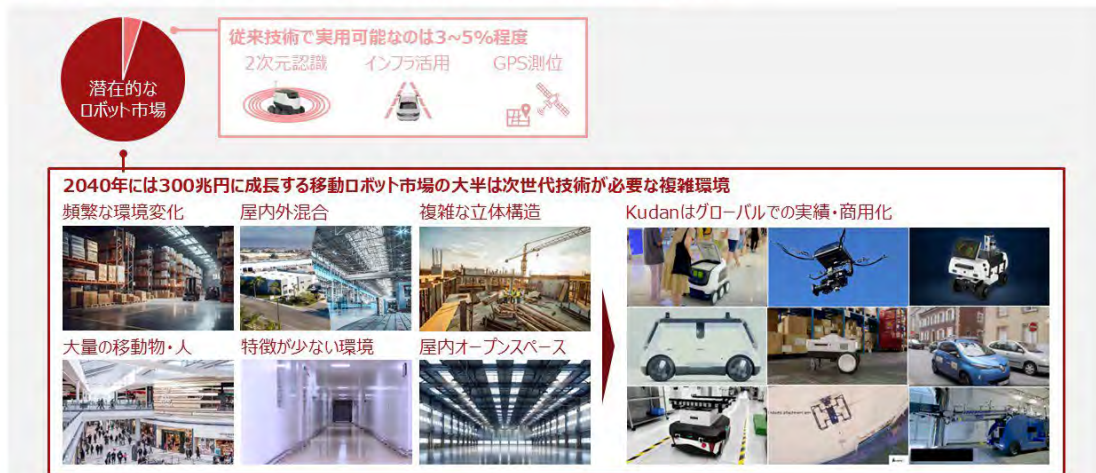 潜在的な
ロボット市場
従来技術で実用可能なのは3~5%程度
2次元認識
インフラ活用
GPS測位
2040年には300兆円に成長する移動ロボット市場の大半は次世代技術が必要な複雑環境
頻繁な環境変化
屋内外混合
複雑な立体構造
Kudanはグローバルでの実績・商用化
大量の移動物・人
特徴が少ない環境
屋内オープンスペース